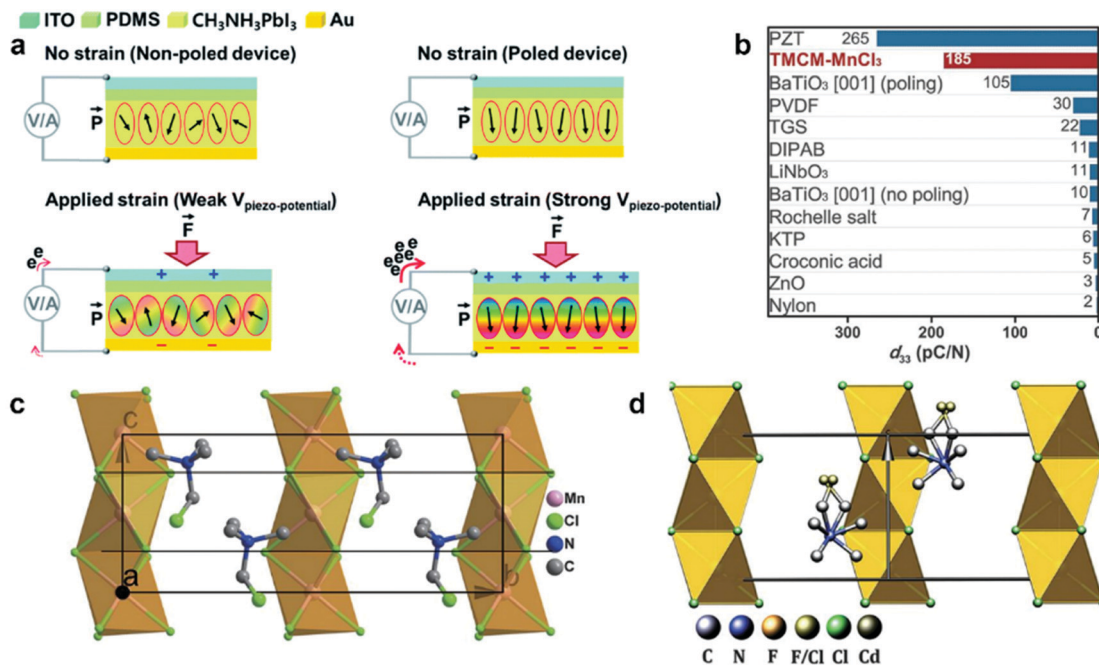 ITO PDMS CH₃NH₃PbI₃ Au
a
No strain (Non-poled device)
No strain (Poled device)
V/A
P
V/A
P
Applied strain (Weak V piezo-potential)
Applied strain (Strong V piezo-potential)
F
F
e e e
e e e e e e
+ +
+ + + + + +
V/A
P
V/A
P
− −
− − − − − −
b
PZT 265
TMCM-MnCl₃ 185
BaTiO₃ [001] (poling) 105
PVDF 30
TGS 22
DIPAB 11
LiNbO₃ 11
BaTiO₃ [001] (no poling) 10
Rochelle salt 7
KTP 6
Croconic acid 5
ZnO 3
Nylon 2
300 200 100 0
d₃₃ (pC/N)
c
c
a
b
Mn
Cl
N
C
d
C N F F/Cl Cl Cd